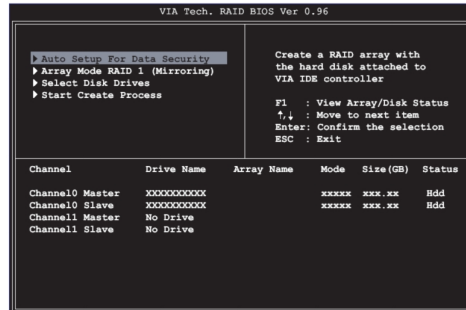 VIA Tech. RAID BIOS Ver 0.96
Auto Setup For Data Security
Array Mode RAID 1 (Mirroring)
Select Disk Drives
Start Create Process
Create a RAID array with
the hard disk attached to
VIA IDE controller
F1 : View Array/Disk Status
↑,↓ : Move to next item
Enter: Confirm the selection
ESC : Exit
Channel Drive Name Array Name Mode Size(GB) Status
Channel0 Master XXXXXXXXXX xxxxx xxx.xx Hdd
Channel0 Slave XXXXXXXXXX xxxxx xxx.xx Hdd
Channel1 Master No Drive
Channel1 Slave No Drive